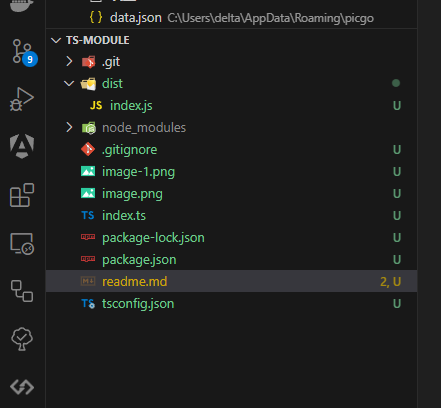 data.json C:\Users\delta\AppData\Roaming\picgo
TS-MODULE
.git
dist
JS index.js U
node_modules
.gitignore U
image-1.png U
image.png U
TS index.ts U
package-lock.json U
package.json U
readme.md 2, U
TS tsconfig.json U
9